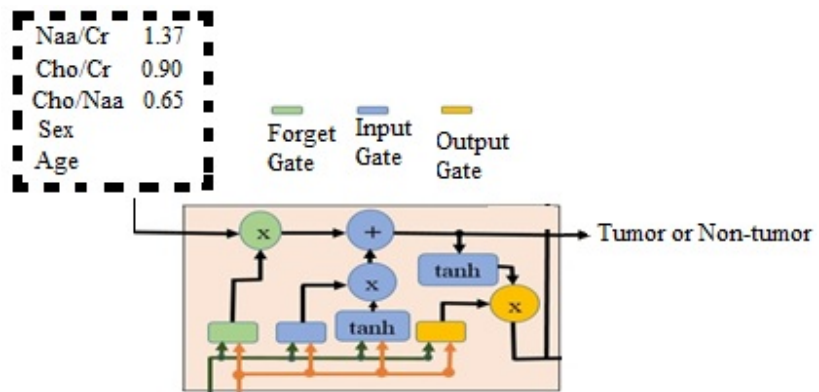 Naa/Cr 1.37
Cho/Cr 0.90
Cho/Naa 0.65
Sex
Age
Forget
Gate
Input
Gate
Output
Gate
x
+
Tumor or Non-tumor
tanh
x
x
tanh